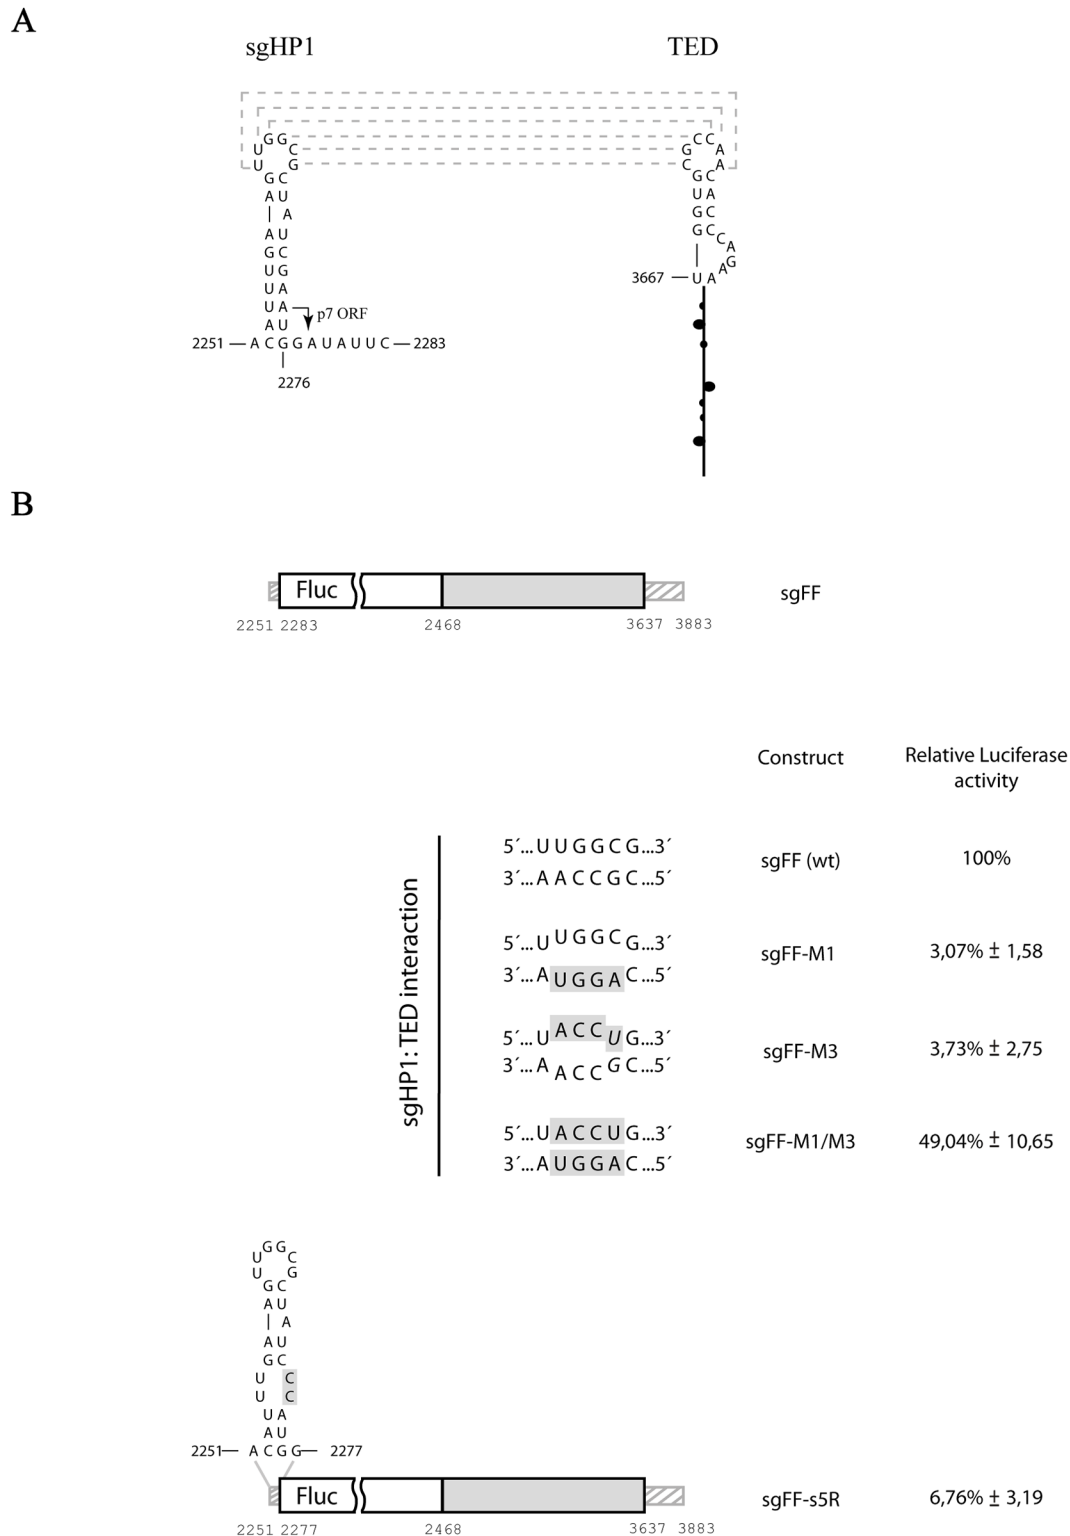 A
sgHP1 TED
G G C C
U C G A
U G C A
G C G C
A U U A
A G C
A U G C C
G C A
U G G
U A A
3667 U A
U A p7 ORF
A U
2251 A C G G A U A U U C 2283
2276
B
Fluc
sgFF
2251 2283 2468 3637 3883
Construct Relative Luciferase
activity
sgHP1:TED interaction
5´...U U G G C G...3´
3´...A A C C G C...5´
sgFF (wt) 100%
5´...U U G G C G...3´
3´...A U G G A C...5´
sgFF-M1 3,07% ± 1,58
5´...U A C C U G...3´
3´...A A C C G C...5´
sgFF-M3 3,73% ± 2,75
5´...U A C C U G...3´
3´...A U G G A C...5´
sgFF-M1/M3 49,04% ± 10,65
G G
U C
U G
G C
A U
A
A U
G C
U C
U C
U A
A U
2251 A C G G 2277
Fluc
sgFF-s5R 6,76% ± 3,19
2251 2277 2468 3637 3883